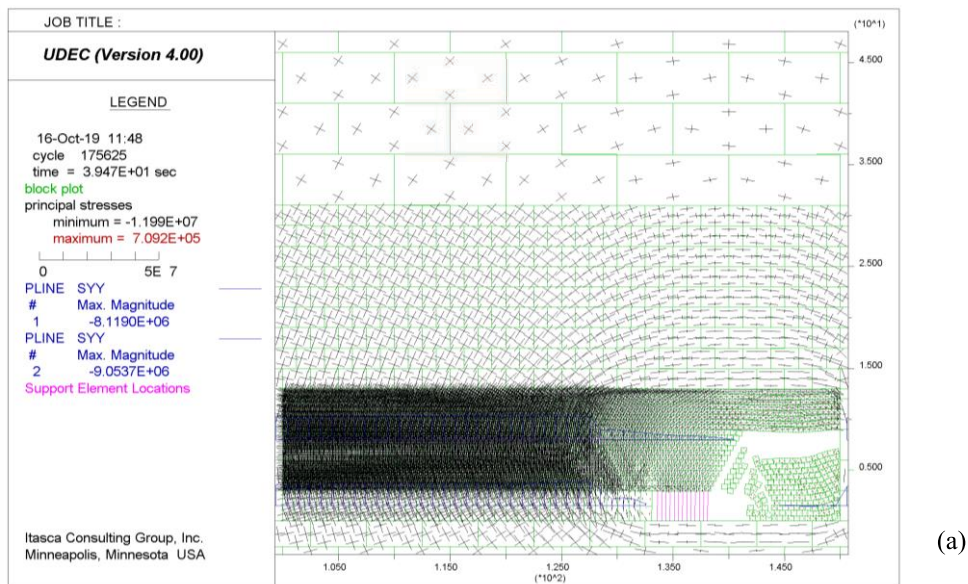 JOB TITLE :
(*10^1)
UDEC (Version 4.00)
LEGEND
16-Oct-19 11:48
cycle 175625
time = 3.947E+01 sec
block plot
principal stresses
minimum = -1.199E+07
maximum = 7.092E+05
0 5E 7
PLINE SYY
# Max. Magnitude
1 -8.1190E+06
PLINE SYY
# Max. Magnitude
2 -9.0537E+06
Support Element Locations
Itasca Consulting Group, Inc.
Minneapolis, Minnesota USA
4.500
3.500
2.500
1.500
0.500
1.050 1.150 1.250 1.350 1.450
(*10^2)
(a)